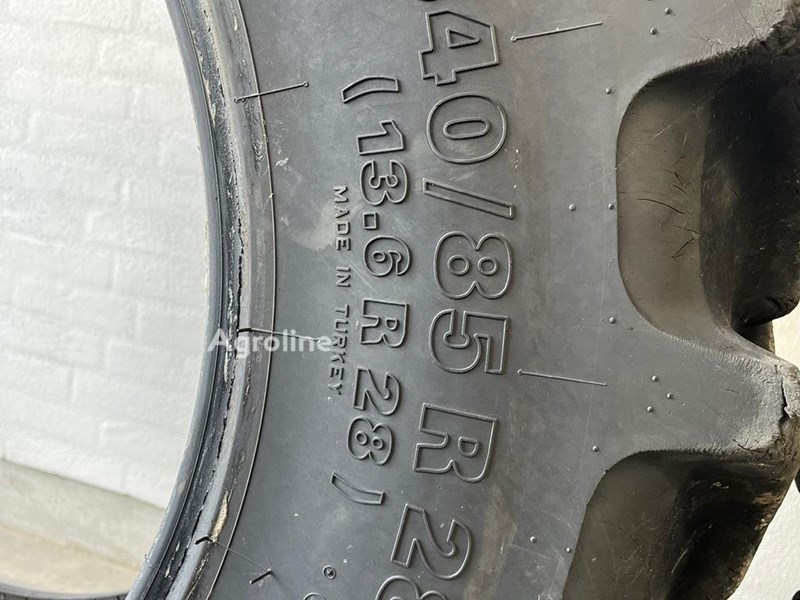 40/85 R 28
(13.6 R 28)
MADE IN TURKEY
Agroline